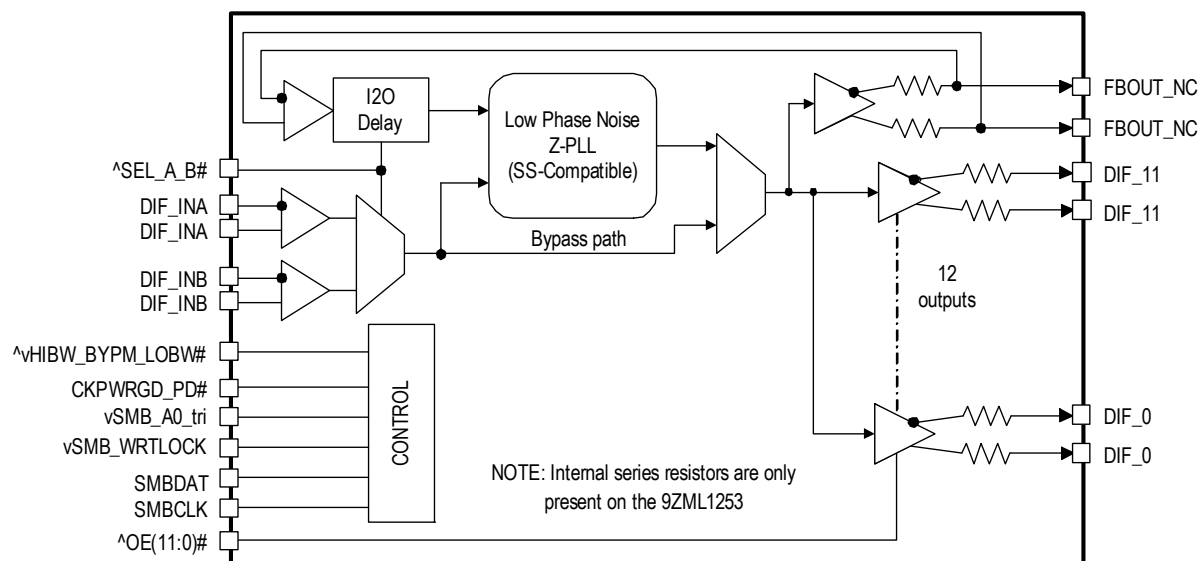 I2O
Delay
Low Phase Noise
Z-PLL
(SS-Compatible)
FBOUT_NC
FBOUT_NC
^SEL_A_B#
DIF_INA
DIF_INA
DIF_INB
DIF_INB
Bypass path
DIF_11
DIF_11
12
outputs
^vHIBW_BYPM_LOBW#
CKPWRGD_PD#
vSMB_A0_tri
vSMB_WRTLOCK
SMBDAT
SMBCLK
^OE(11:0)#
CONTROL
NOTE: Internal series resistors are only
present on the 9ZML1253
DIF_0
DIF_0